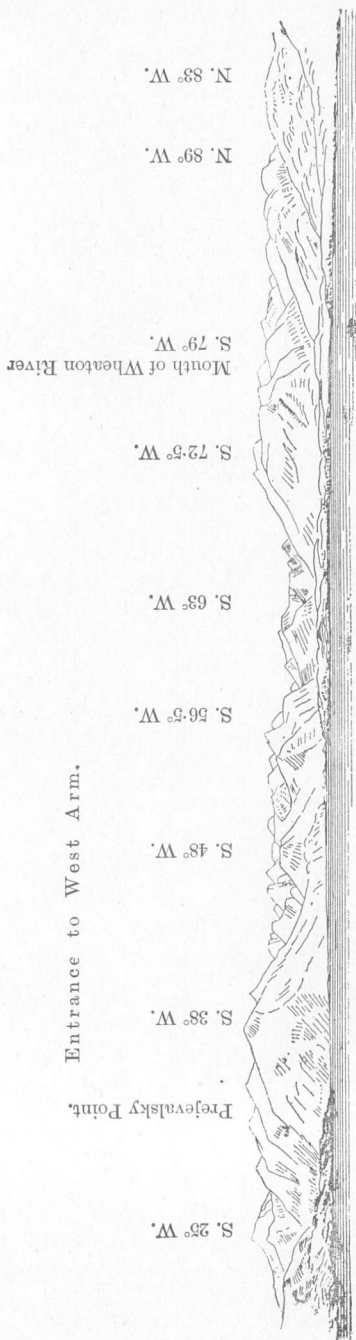 Entrance to West Arm.
S. 25° W.
Prejevalsky Point.
S. 38° W.
S. 48° W.
S. 56·5° W.
S. 63° W.
S. 72·5° W.
Mouth of Wheaton River
S. 79° W.
N. 89° W.
N. 83° W.